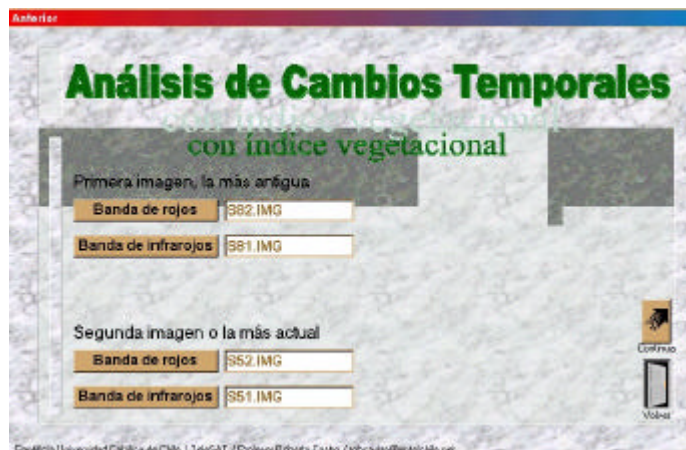 Anterior
Análisis de Cambios Temporales
con índice vegetacional
Primera imagen, la más antigua
Banda de rojos S82.IMG
Banda de infrarojos S81.IMG
Segunda imagen o la más actual
Banda de rojos S52.IMG
Banda de infrarojos S51.IMG
Continuo
Volver